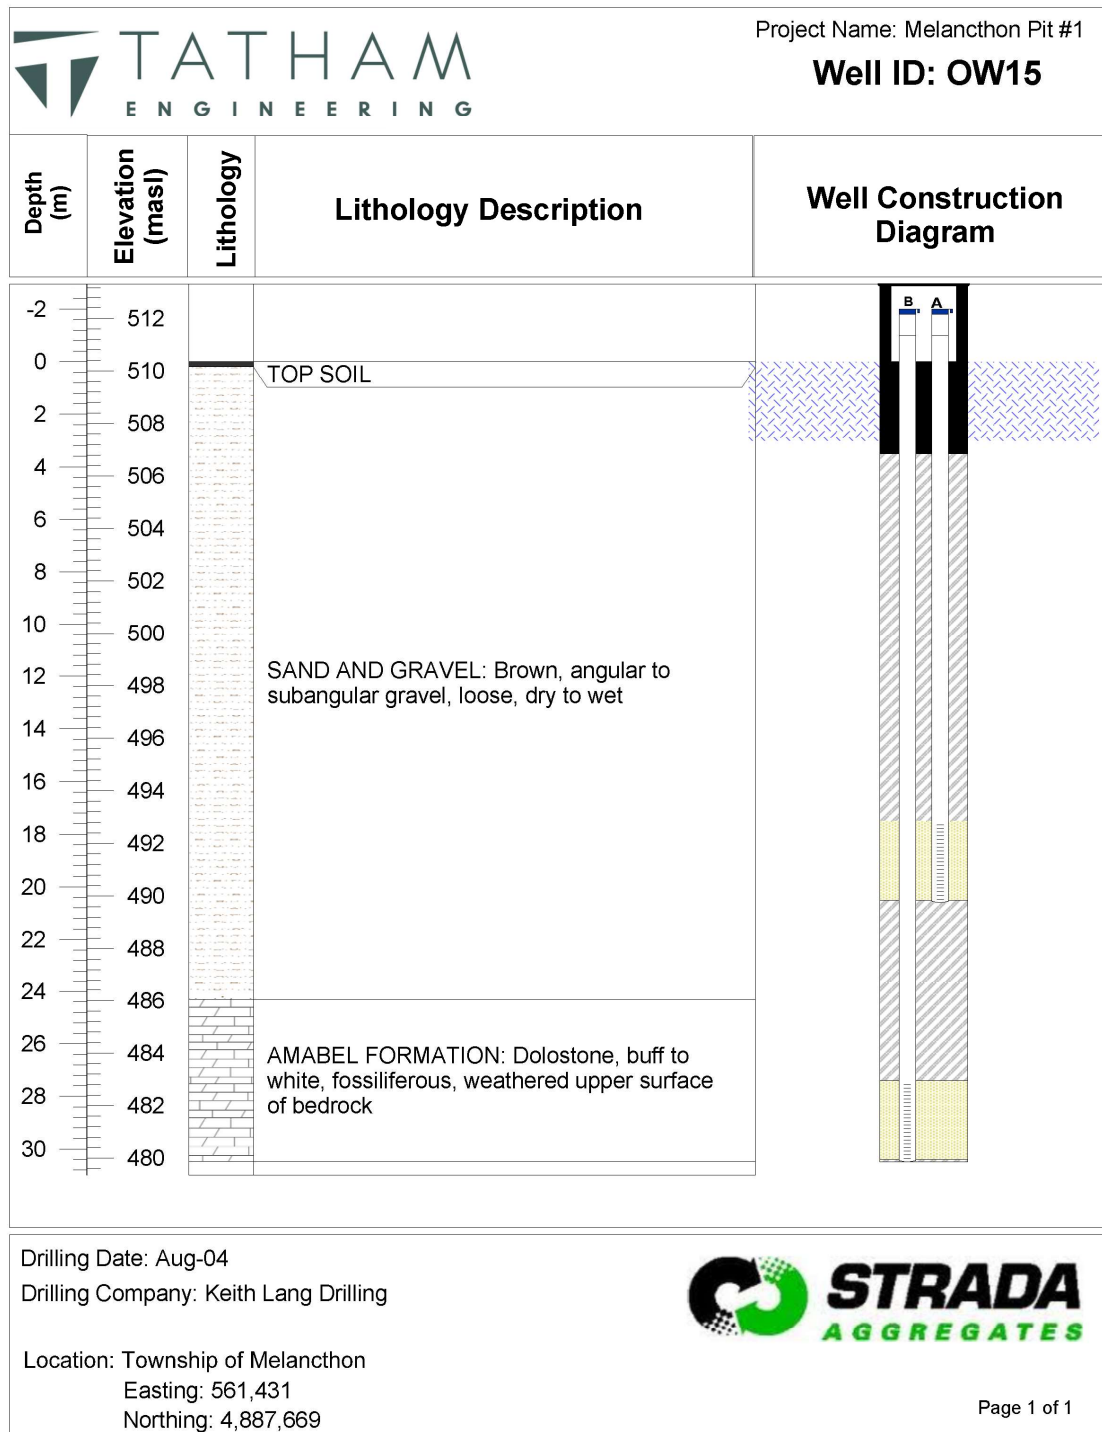 TATHAM
ENGINEERING
Project Name: Melancthon Pit #1
Well ID: OW15
Depth
(m)
Elevation
(masl)
Lithology
Lithology Description
Well Construction
Diagram
-2
512
B
A
0
510
TOP SOIL
2
508
4
506
6
504
8
502
10
500
12
498
SAND AND GRAVEL: Brown, angular to
subangular gravel, loose, dry to wet
14
496
16
494
18
492
20
490
22
488
24
486
26
484
AMABEL FORMATION: Dolostone, buff to
white, fossiliferous, weathered upper surface
of bedrock
28
482
30
480
Drilling Date: Aug-04
Drilling Company: Keith Lang Drilling
STRADA
AGGREGATES
Location: Township of Melancthon
Easting: 561,431
Northing: 4,887,669
Page 1 of 1